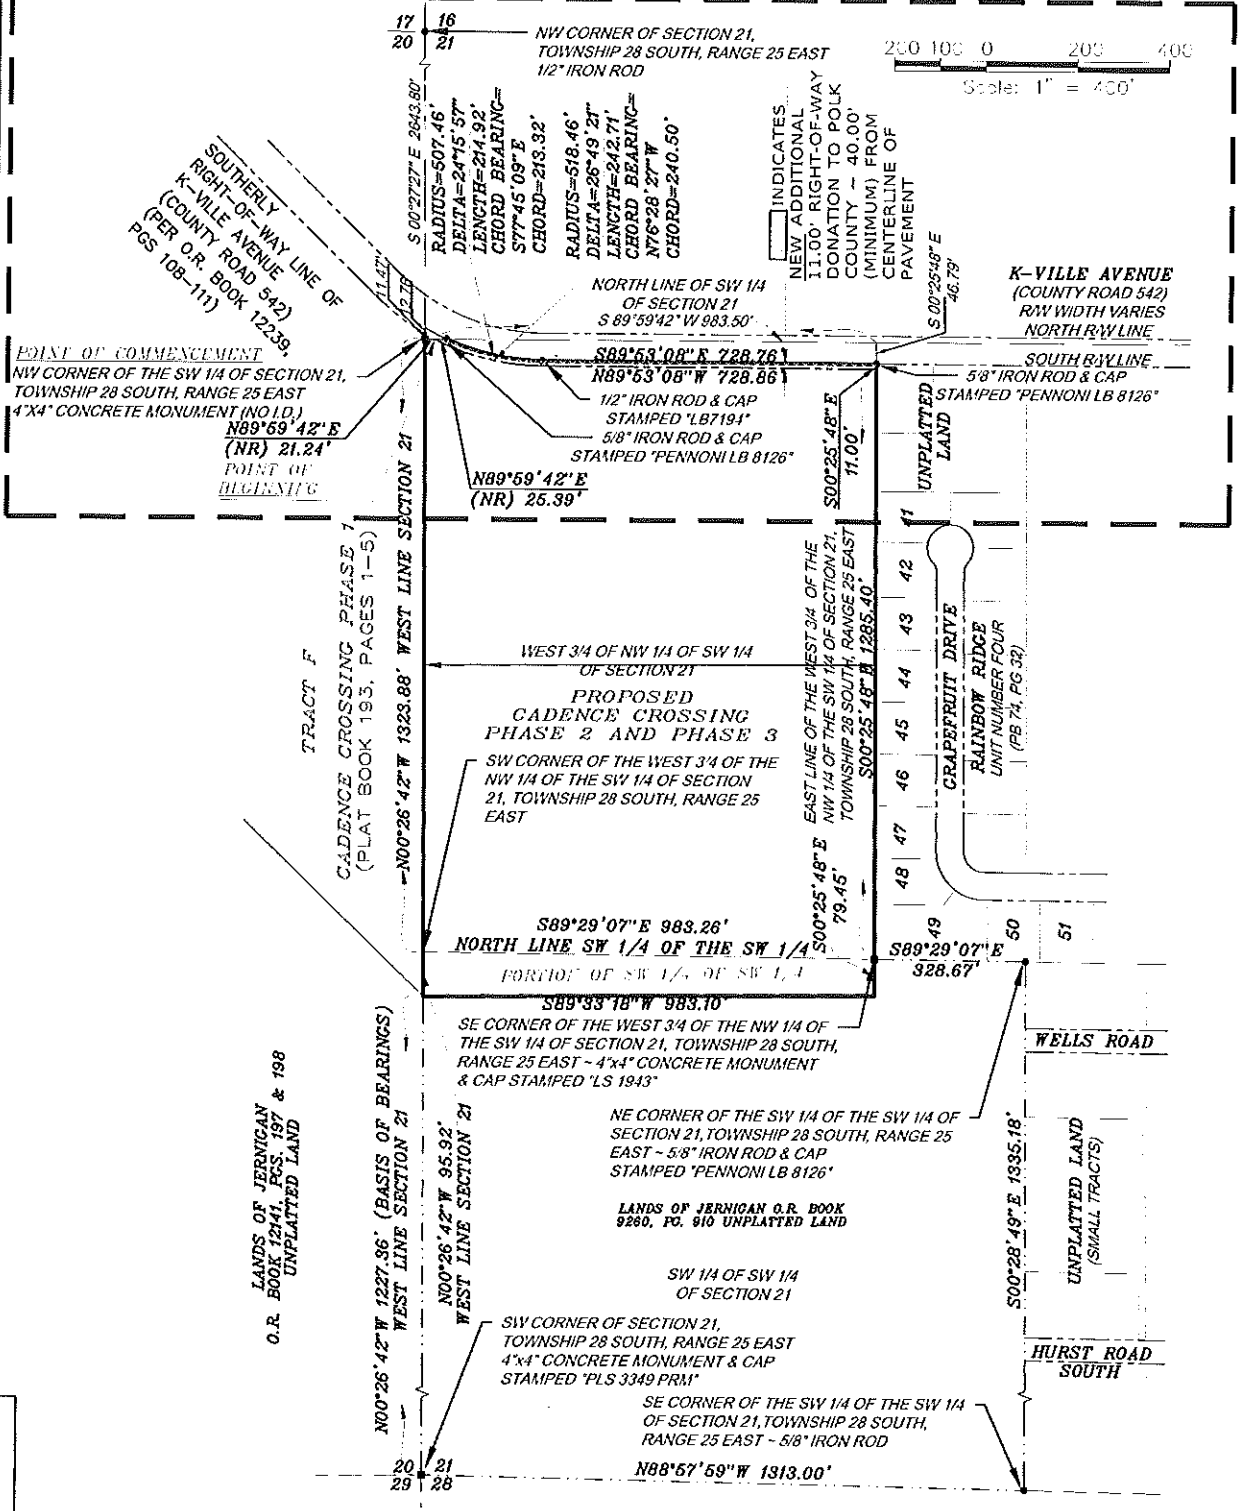 17 16
20 21
NW CORNER OF SECTION 21,
TOWNSHIP 28 SOUTH, RANGE 25 EAST
1/2" IRON ROD
200 100 0 200 400
Scale: 1" = 400'
S 00°27'27" E 2643.80'
RADIUS=507.46'
DELTA=24°15'57"
LENGTH=214.92'
CHORD BEARING=
S77°45'09"E
CHORD=213.32'
RADIUS=518.46'
DELTA=26°49'21"
LENGTH=242.71'
CHORD BEARING=
N76°28'27"W
CHORD=240.50'
INDICATES
NEW ADDITIONAL
11.00' RIGHT-OF-WAY
DONATION TO POLK
COUNTY ~ 40.00'
(MINIMUM) FROM
CENTERLINE OF
PAVEMENT
SOUTHERLY
RIGHT-OF-WAY LINE OF
K-VILLE AVENUE
(COUNTY ROAD 542)
(PER O.R. BOOK 12239,
PGS 108-111)
11.47'
NORTH LINE OF SW 1/4
OF SECTION 21
S 89°59'42" W 983.50'
S 00°25'48" E
46.79'
K-VILLE AVENUE
(COUNTY ROAD 542)
R/W WIDTH VARIES
NORTH R/W LINE
SOUTH R/W LINE
5/8" IRON ROD & CAP
STAMPED "PENNONI LB 8126"
POINT OF COMMENCEMENT
NW CORNER OF THE SW 1/4 OF SECTION 21,
TOWNSHIP 28 SOUTH, RANGE 25 EAST
4"X4" CONCRETE MONUMENT (NO I.D.)
N89°59'42"E
(NR) 21.24'
POINT OF
BEGINNING
S89°53'08"E 728.76'
N89°53'08"W 728.86'
1/2" IRON ROD & CAP
STAMPED "LB7194"
5/8" IRON ROD & CAP
STAMPED "PENNONI LB 8126"
N89°59'42"E
(NR) 25.39'
S00°25'48"E
11.00'
UNPLATTED
LAND
TRACT F
CADENCE CROSSING PHASE 1
(PLAT BOOK 193, PAGES 1-5)
N00°26'42"W 1323.88' WEST LINE SECTION 21
WEST 3/4 OF NW 1/4 OF SW 1/4
OF SECTION 21
PROPOSED
CADENCE CROSSING
PHASE 2 AND PHASE 3
SW CORNER OF THE WEST 3/4 OF THE
NW 1/4 OF THE SW 1/4 OF SECTION
21, TOWNSHIP 28 SOUTH, RANGE 25
EAST
EAST LINE OF THE WEST 3/4 OF THE
NW 1/4 OF THE SW 1/4 OF SECTION 21,
TOWNSHIP 28 SOUTH, RANGE 25 EAST
S00°25'48"E 1285.40'
S00°25'48"E
79.45'
41
42
43
44
45
46
47
48
49
50
51
GRAPEFRUIT DRIVE
RAINBOW RIDGE
UNIT NUMBER FOUR
(PB 74, PG 32)
S89°29'07"E 983.26'
NORTH LINE SW 1/4 OF THE SW 1/4
PORTION OF SW 1/4 OF SW 1/4
S89°33'18"W 983.10'
S89°29'07"E
328.67'
SE CORNER OF THE WEST 3/4 OF THE NW 1/4 OF
THE SW 1/4 OF SECTION 21, TOWNSHIP 28 SOUTH,
RANGE 25 EAST ~ 4"x4" CONCRETE MONUMENT
& CAP STAMPED "LS 1943"
WELLS ROAD
NE CORNER OF THE SW 1/4 OF THE SW 1/4 OF
SECTION 21, TOWNSHIP 28 SOUTH, RANGE 25
EAST ~ 5/8" IRON ROD & CAP
STAMPED "PENNONI LB 8126"
LANDS OF JERNIGAN O.R. BOOK
9260, PG. 910 UNPLATTED LAND
LANDS OF JERNIGAN
O.R. BOOK 12141, PGS. 197 & 198
UNPLATTED LAND
N00°26'42"W 1227.36' (BASIS OF BEARINGS)
WEST LINE SECTION 21
N00°26'42"W 95.92'
WEST LINE SECTION 21
SW 1/4 OF SW 1/4
OF SECTION 21
S00°28'49"E 1335.18'
UNPLATTED LAND
(SMALL TRACTS)
SW CORNER OF SECTION 21,
TOWNSHIP 28 SOUTH, RANGE 25 EAST
4"x4" CONCRETE MONUMENT & CAP
STAMPED "PLS 3349 PRM"
HURST ROAD
SOUTH
SE CORNER OF THE SW 1/4 OF THE SW 1/4
OF SECTION 21, TOWNSHIP 28 SOUTH,
RANGE 25 EAST ~ 5/8" IRON ROD
N88°57'59"W 1313.00'
20 21
29 28